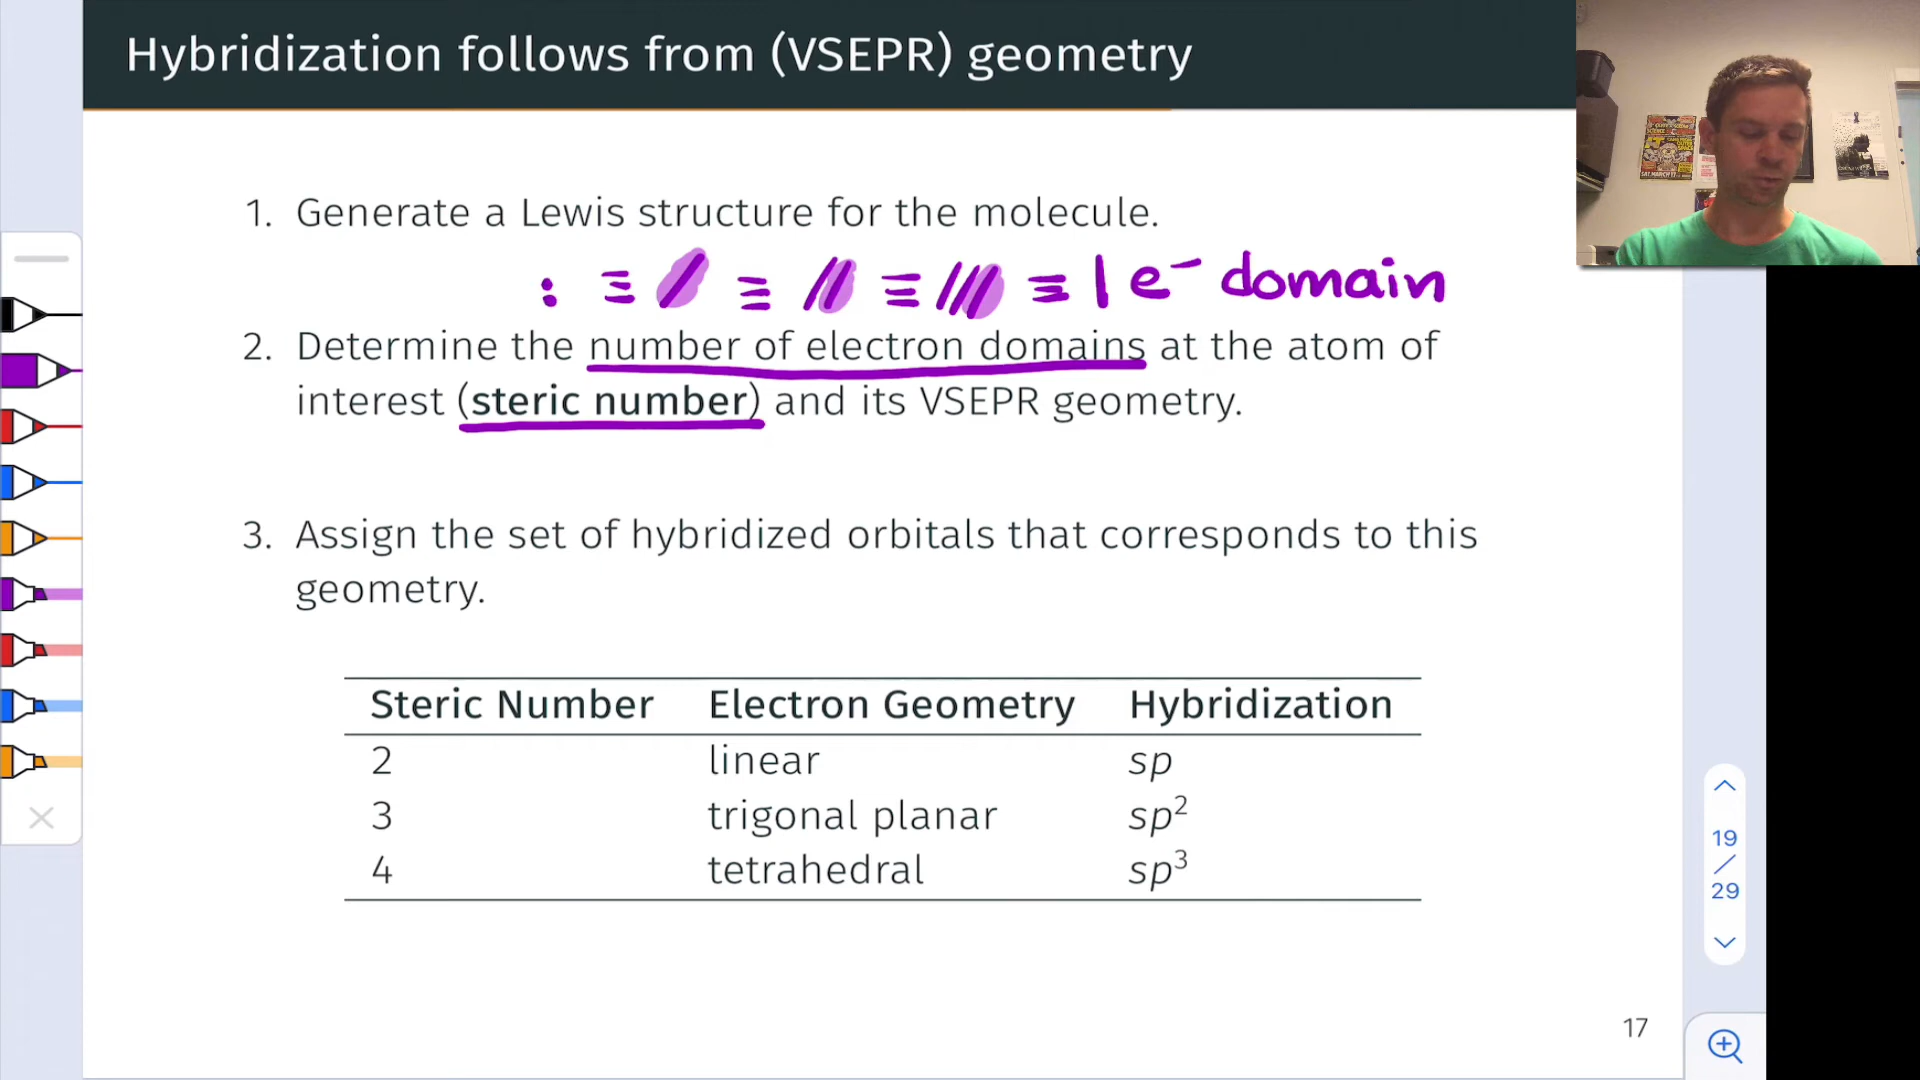 Hybridization follows from (VSEPR) geometry
1. Generate a Lewis structure for the molecule.
: ≡ / ≡ // ≡ /// ≡ 1 e⁻ domain
2. Determine the number of electron domains at the atom of
interest (steric number) and its VSEPR geometry.
3. Assign the set of hybridized orbitals that corresponds to this
geometry.
Steric Number Electron Geometry Hybridization
2 linear sp
3 trigonal planar sp²
4 tetrahedral sp³
17
19
/
29